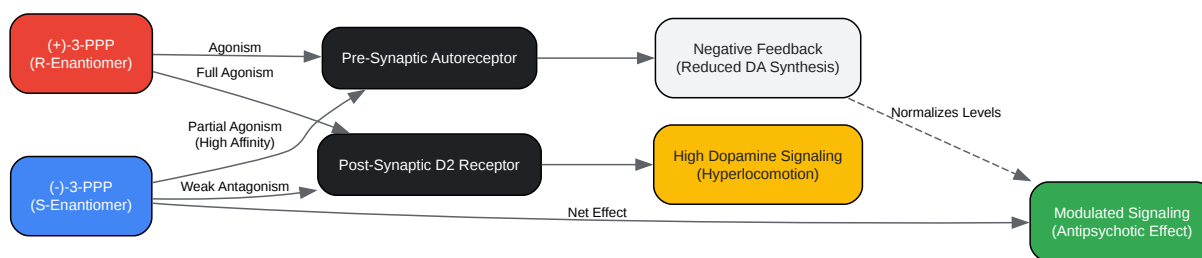 (+)-3-PPP
(R-Enantiomer)
Agonism
Full Agonism
Pre-Synaptic Autoreceptor
Negative Feedback
(Reduced DA Synthesis)
Normalizes Levels
Partial Agonism
(High Affinity)
Post-Synaptic D2 Receptor
High Dopamine Signaling
(Hyperlocomotion)
(-)-3-PPP
(S-Enantiomer)
Weak Antagonism
Net Effect
Modulated Signaling
(Antipsychotic Effect)